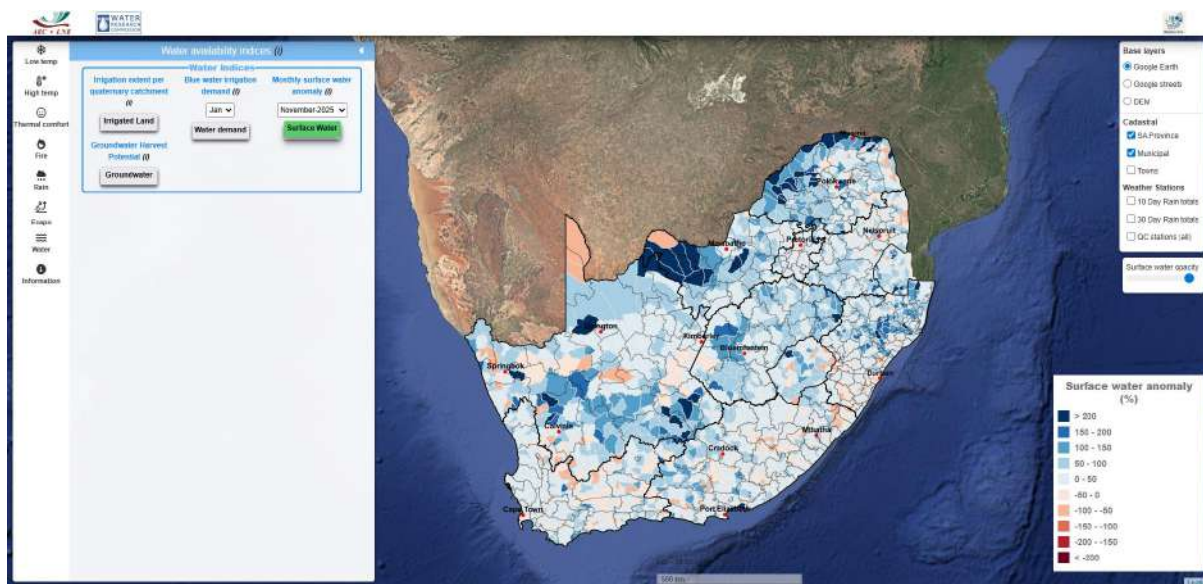 ARC • LNR
WATER
RESEARCH
COMMISSION
Low temp
High temp
Thermal comfort
Fire
Rain
Evapo
Water
Information
Water availability indices (i)
Water Indices
Irrigation extent per
quaternary catchment
(i)
Irrigated Land
Blue water irrigation
demand (i)
Jan
Water demand
Monthly surface water
anomaly (i)
November-2025
Surface Water
Groundwater Harvest
Potential (i)
Groundwater
Polokwane
Nelspruit
Pretoria
Upington
Kimberley
Bloemfontein
Springbok
Durban
Calvinia
Mthatha
Cradock
Cape Town
Port Elizabeth
Base layers
Google Earth
Google streets
DEM
Cadastral
SA Province
Municipal
Towns
Weather Stations
10 Day Rain totals
30 Day Rain totals
QC stations (all)
Surface water opacity
Surface water anomaly
(%)
> 200
150 - 200
100 - 150
50 - 100
0 - 50
-50 - 0
-100 - -50
-150 - -100
-200 - -150
< -200